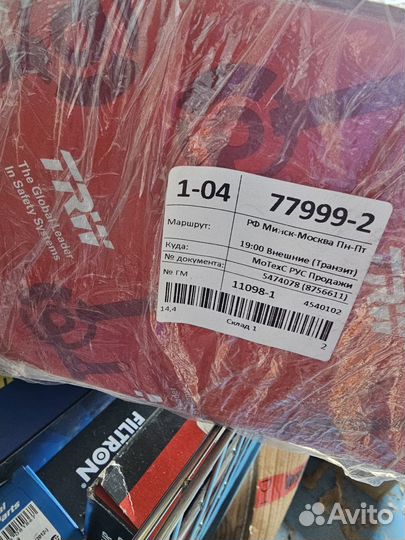 TRW
The Global Leader
in Safety Systems
1-04
77999-2
Маршрут:
РФ Минск-Москва Пн-Пт
19:00 Внешние (Транзит)
Куда:
МоТехС РУС Продажи
№ документа:
5474078 (8756611)
№ ГМ
11098-1
4540102
14,4
Склад 1
2
FILTRON
Avito